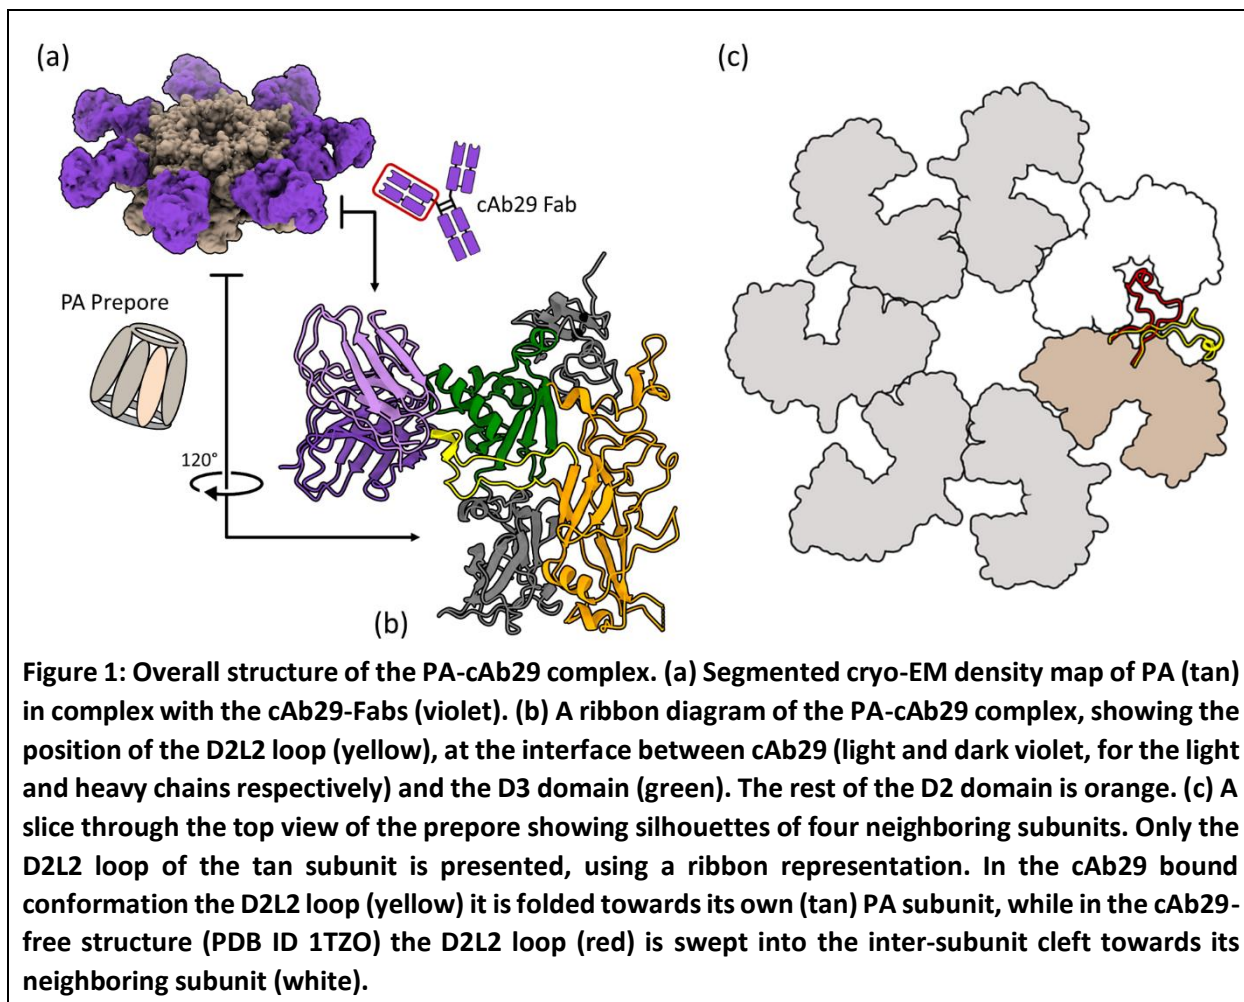 (a)
(c)
cAb29 Fab
PA Prepore
120°
(b)
Figure 1: Overall structure of the PA-cAb29 complex. (a) Segmented cryo-EM density map of PA (tan)
in complex with the cAb29-Fabs (violet). (b) A ribbon diagram of the PA-cAb29 complex, showing the
position of the D2L2 loop (yellow), at the interface between cAb29 (light and dark violet, for the light
and heavy chains respectively) and the D3 domain (green). The rest of the D2 domain is orange. (c) A
slice through the top view of the prepore showing silhouettes of four neighboring subunits. Only the
D2L2 loop of the tan subunit is presented, using a ribbon representation. In the cAb29 bound
conformation the D2L2 loop (yellow) it is folded towards its own (tan) PA subunit, while in the cAb29-
free structure (PDB ID 1TZO) the D2L2 loop (red) is swept into the inter-subunit cleft towards its
neighboring subunit (white).